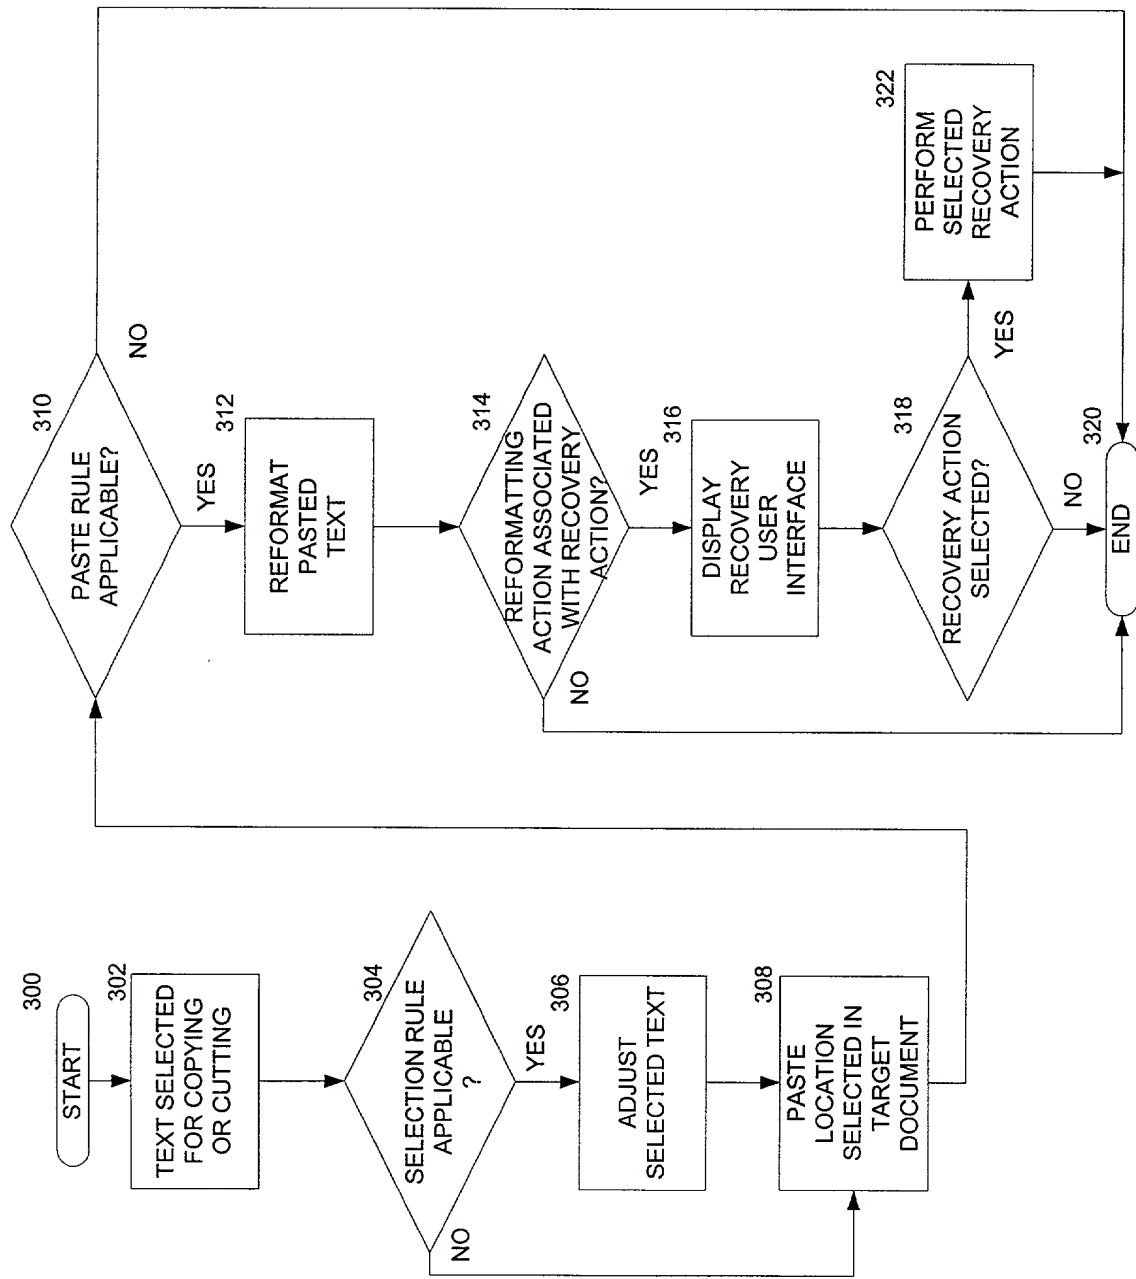 300
START
302
TEXT SELECTED
FOR COPYING
OR CUTTING
304
SELECTION RULE
APPLICABLE
?
YES
NO
306
ADJUST
SELECTED TEXT
308
PASTE
LOCATION
SELECTED IN
TARGET
DOCUMENT
310
PASTE RULE
APPLICABLE?
NO
YES
312
REFORMAT
PASTED
TEXT
314
REFORMATTING
ACTION ASSOCIATED
WITH RECOVERY
ACTION?
NO
YES
316
DISPLAY
RECOVERY
USER
INTERFACE
318
RECOVERY ACTION
SELECTED?
YES
NO
322
PERFORM
SELECTED
RECOVERY
ACTION
320
END